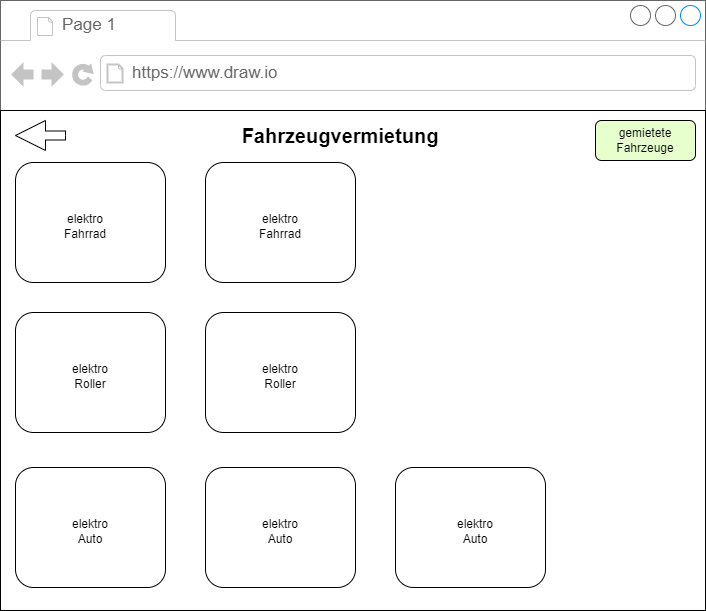 Page 1
https://www.draw.io
Fahrzeugvermietung
gemietete
Fahrzeuge
elektro
Fahrrad
elektro
Fahrrad
elektro
Roller
elektro
Roller
elektro
Auto
elektro
Auto
elektro
Auto